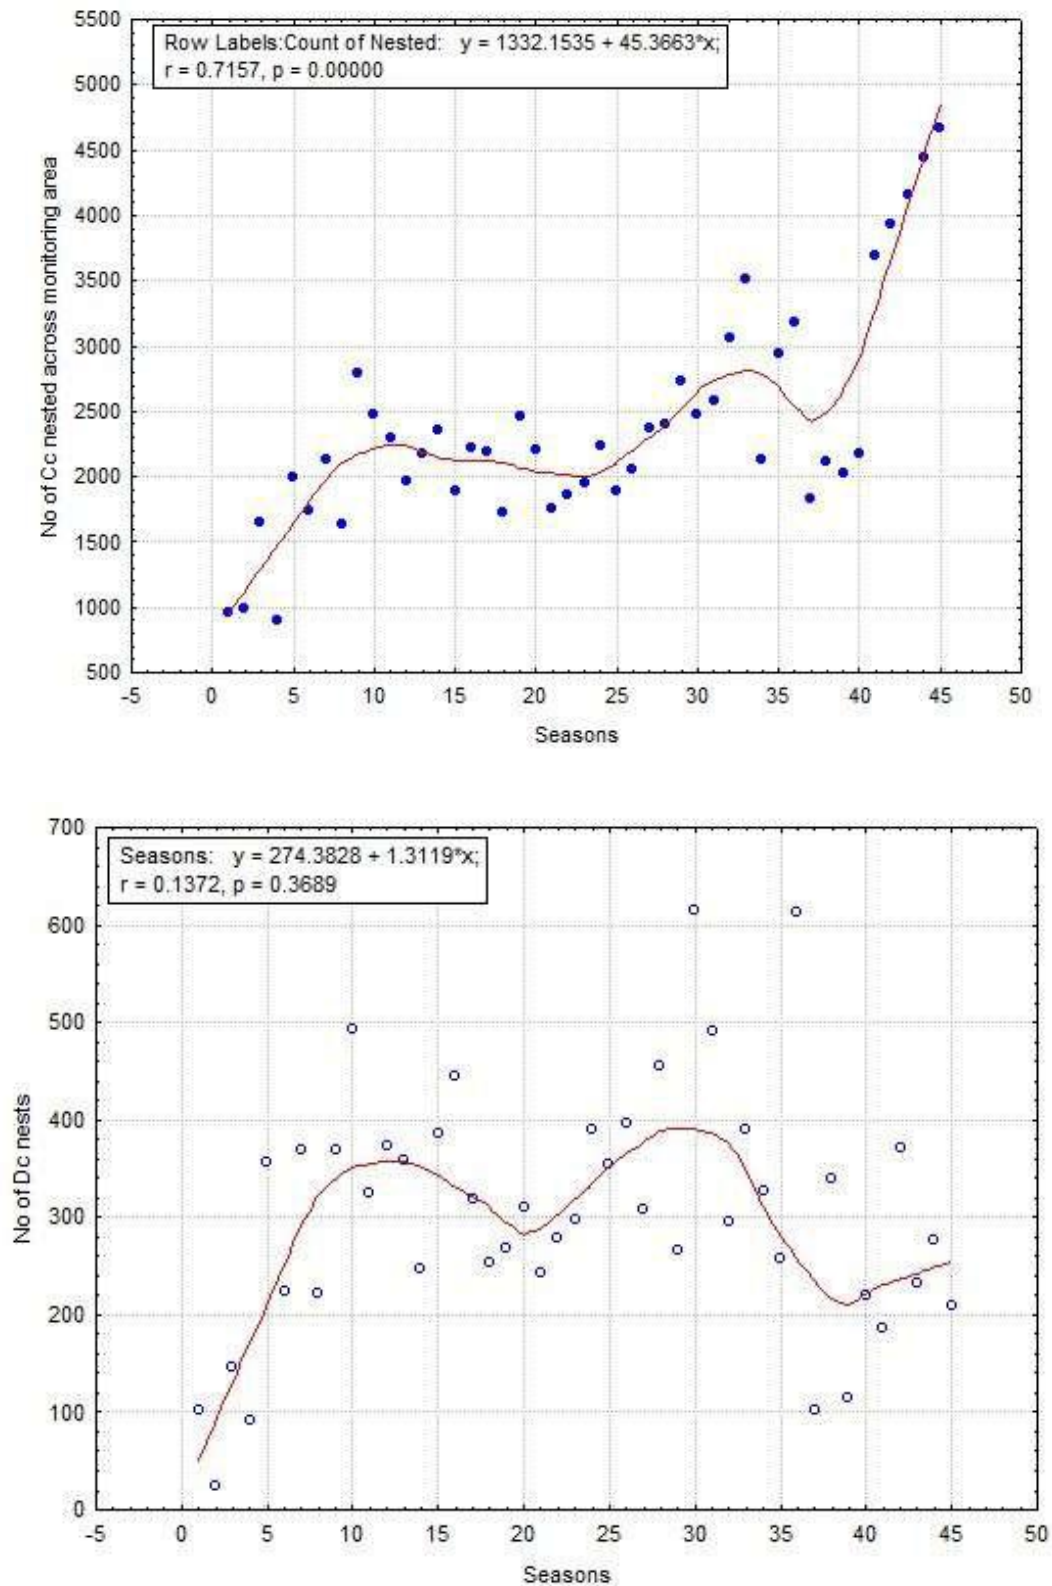 5500
Row Labels:Count of Nested: y = 1332.1535 + 45.3663*x;
r = 0.7157, p = 0.00000
5000
4500
4000
3500
3000
2500
2000
1500
1000
500
No of Cc nested across monitoring area
-5 0 5 10 15 20 25 30 35 40 45 50
Seasons
700
Seasons: y = 274.3828 + 1.3119*x;
r = 0.1372, p = 0.3689
600
500
400
300
200
100
0
No of Dc nests
-5 0 5 10 15 20 25 30 35 40 45 50
Seasons